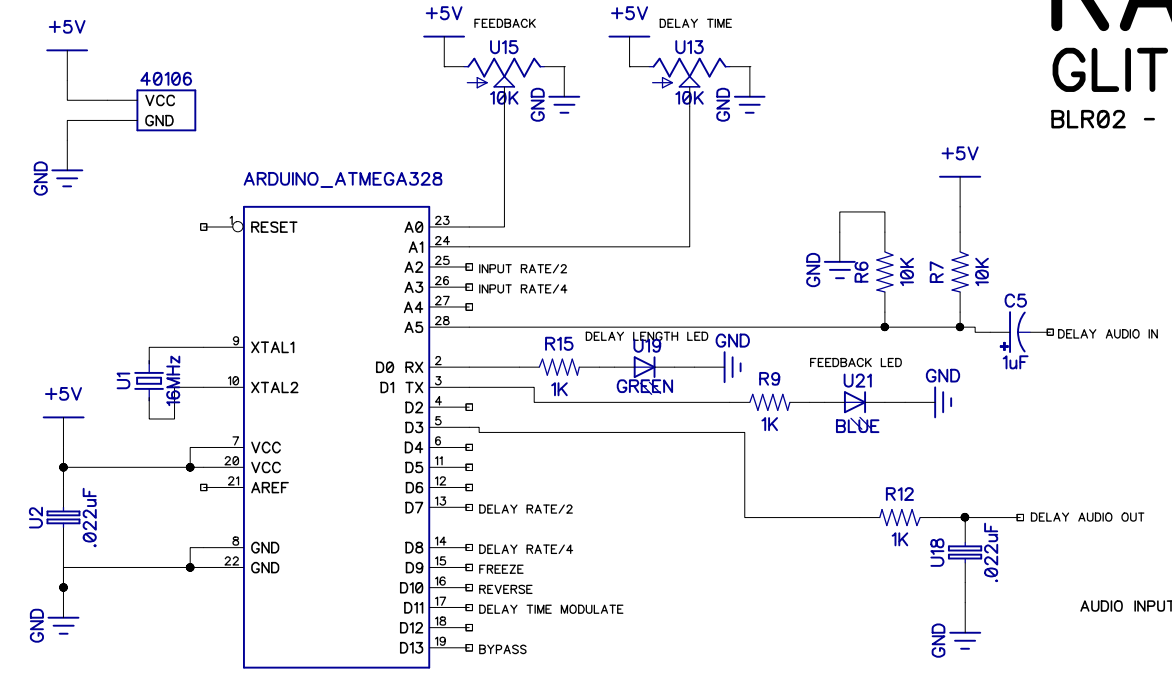 +5V
40106
VCC
GND
GND
+5V
FEEDBACK
U15
10K
GND
+5V
DELAY TIME
U13
10K
GND
GLIT
BLR02 -
ARDUINO_ATMEGA328
1 RESET
9 XTAL1
10 XTAL2
7 VCC
20 VCC
21 AREF
8 GND
22 GND
A0 23
A1 24
A2 25 INPUT RATE/2
A3 26 INPUT RATE/4
A4 27
A5 28
D0 RX 2
D1 TX 3
D2 4
D3 5
D4 6
D5 11
D6 12
D7 13 DELAY RATE/2
D8 14 DELAY RATE/4
D9 15 FREEZE
D10 16 REVERSE
D11 17 DELAY TIME MODULATE
D12 18
D13 19 BYPASS
U1
16MHz
+5V
U2
.022uF
GND
+5V
GND
R6
10K
R7
10K
C5
+
1uF
DELAY AUDIO IN
DELAY LENGTH LED
R15
1K
U19
GREEN
GND
FEEDBACK LED
R9
1K
U21
BLUE
GND
R12
1K
DELAY AUDIO OUT
U18
.022uF
GND
AUDIO INPUT